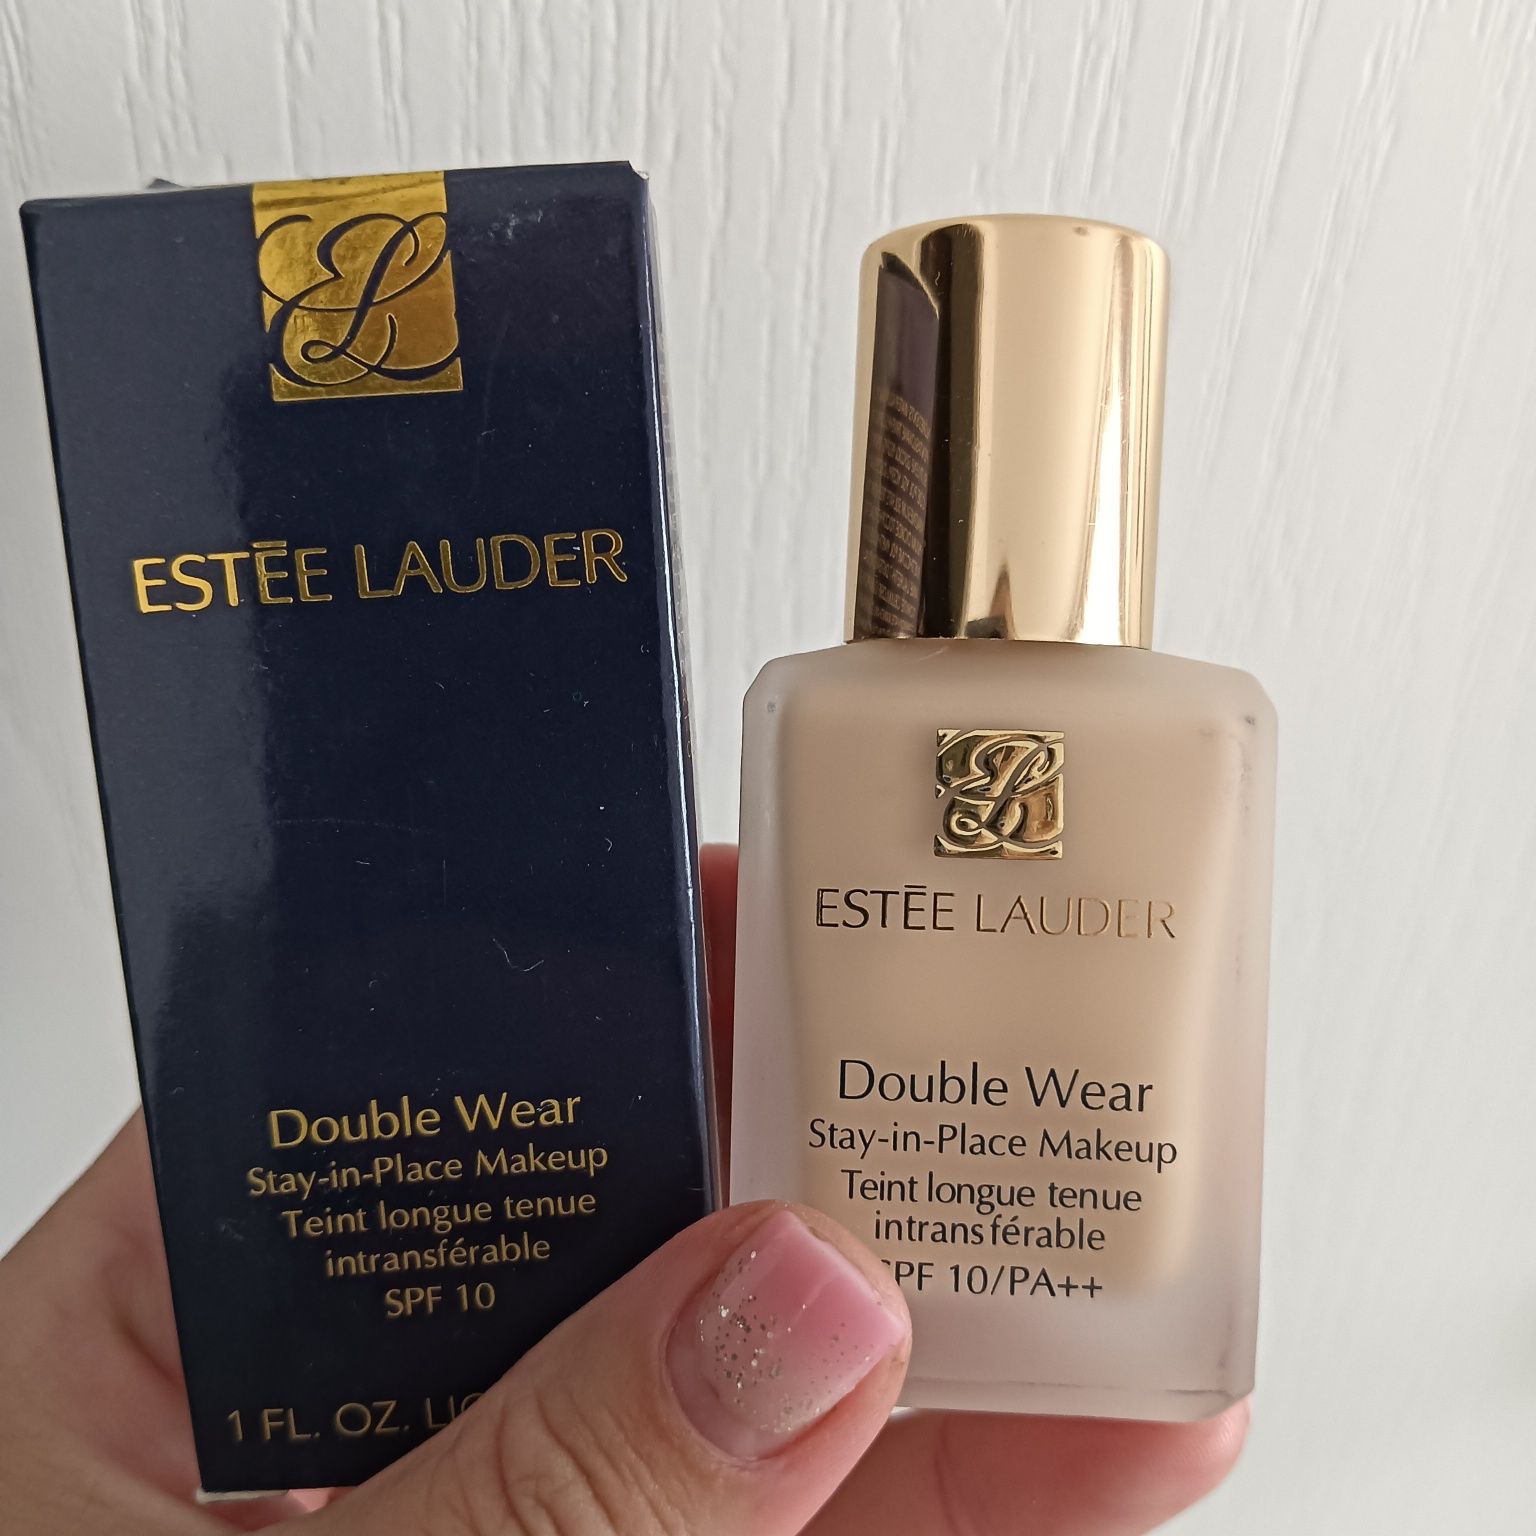 ESTĒE LAUDER
Double Wear
Stay-in-Place Makeup
Teint longue tenue
intransférable
SPF 10
1 FL. OZ.
ESTĒE LAUDER
Double Wear
Stay-in-Place Makeup
Teint longue tenue
intransférable
SPF 10/PA++